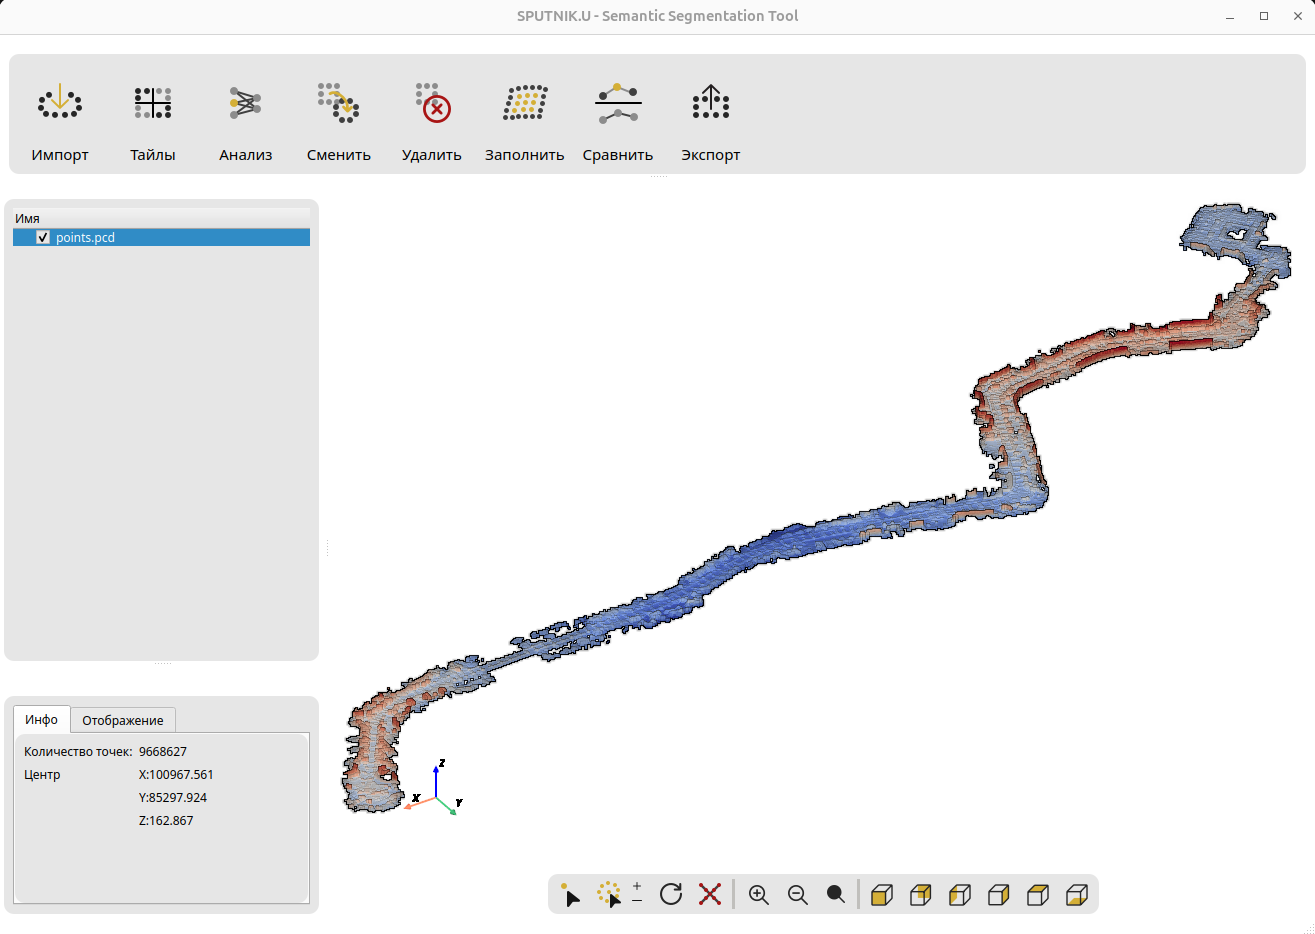 SPUTNIK.U - Semantic Segmentation Tool
Импорт Тайлы Анализ Сменить Удалить Заполнить Сравнить Экспорт
Имя
points.pcd
Инфо Отображение
Количество точек: 9668627
Центр X:100967.561
Y:85297.924
Z:162.867
Z
X
Y